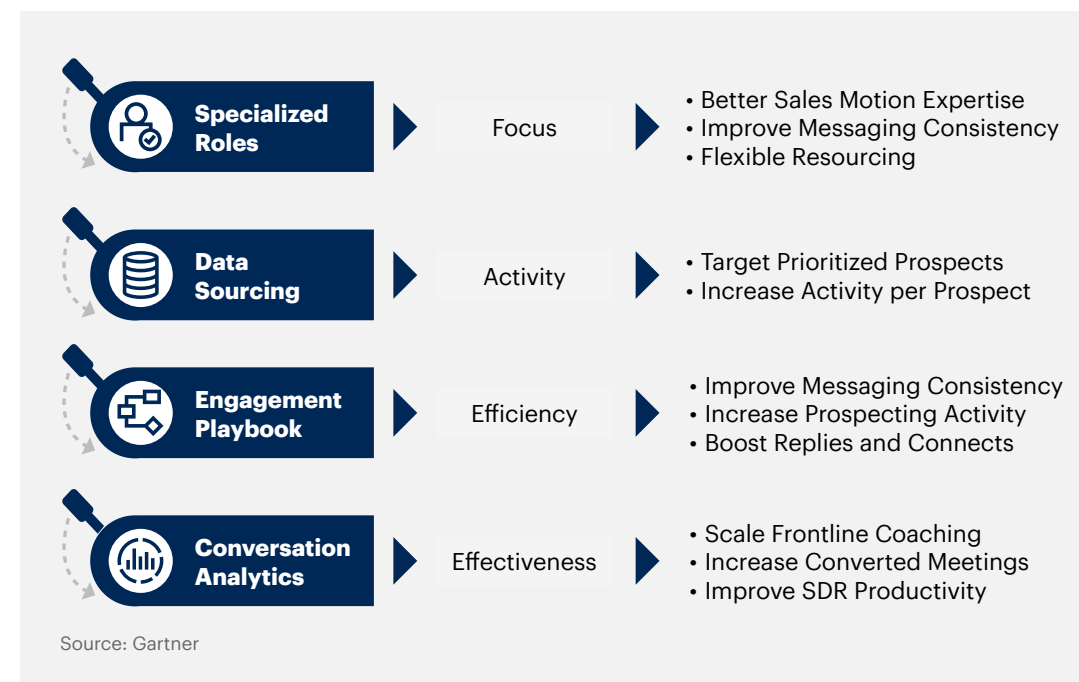 Specialized
Roles
Focus
• Better Sales Motion Expertise
• Improve Messaging Consistency
• Flexible Resourcing
Data
Sourcing
Activity
• Target Prioritized Prospects
• Increase Activity per Prospect
Engagement
Playbook
Efficiency
• Improve Messaging Consistency
• Increase Prospecting Activity
• Boost Replies and Connects
Conversation
Analytics
Effectiveness
• Scale Frontline Coaching
• Increase Converted Meetings
• Improve SDR Productivity
Source: Gartner